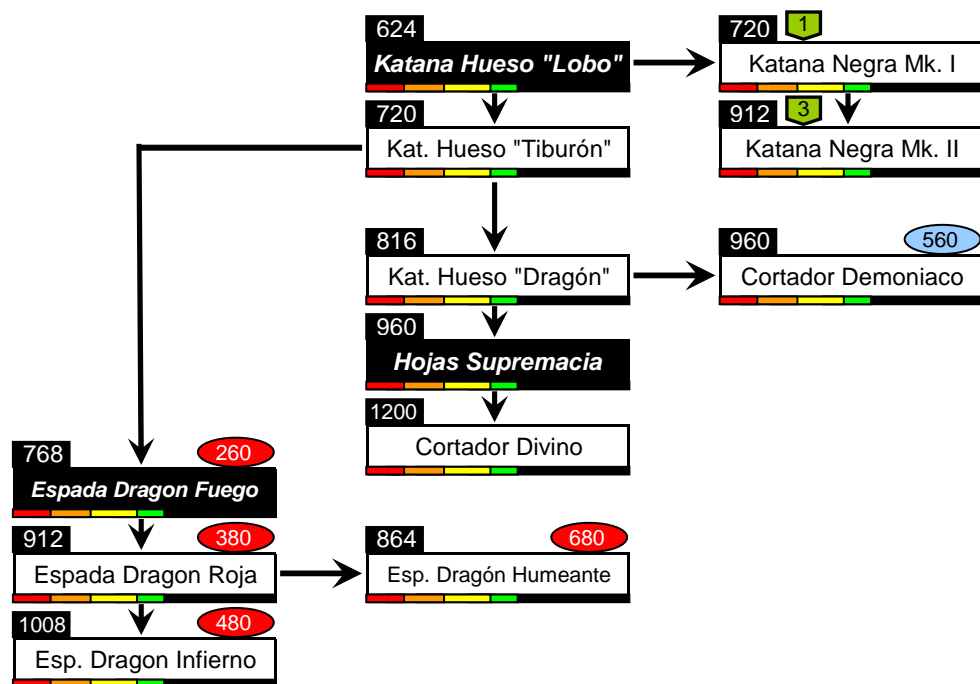 624
Katana Hueso "Lobo"
720
1
Katana Negra Mk. I
720
Kat. Hueso "Tiburón"
912
3
Katana Negra Mk. II
816
Kat. Hueso "Dragón"
960
560
Cortador Demoniaco
960
Hojas Supremacia
1200
Cortador Divino
768
260
Espada Dragon Fuego
912
380
Espada Dragon Roja
864
680
Esp. Dragón Humeante
1008
480
Esp. Dragon Infierno